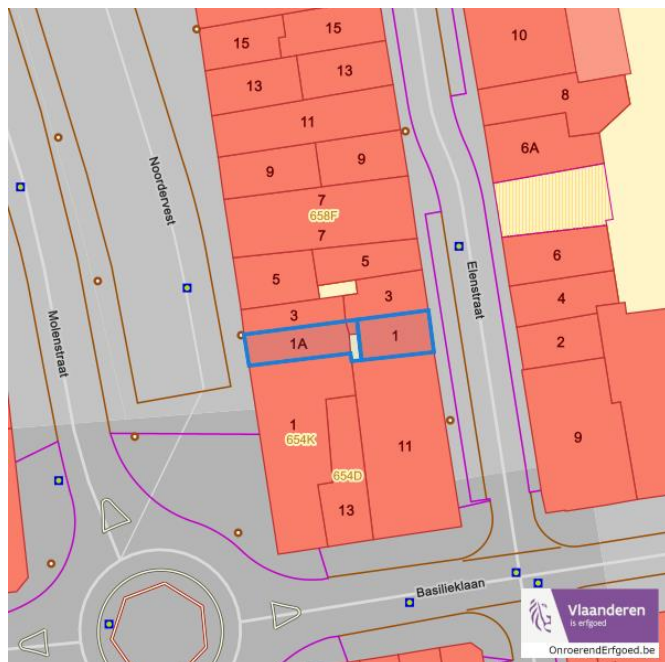 15
15
10
13
13
8
11
6A
9
9
Noordervest
7
658F
7
Elenstraat
6
5
5
4
Molenstraat
3
3
2
1A
1
1
9
654K
11
654D
13
Basilieklaan
Vlaanderen
is erfgoed
OnroerendErfgoed.be